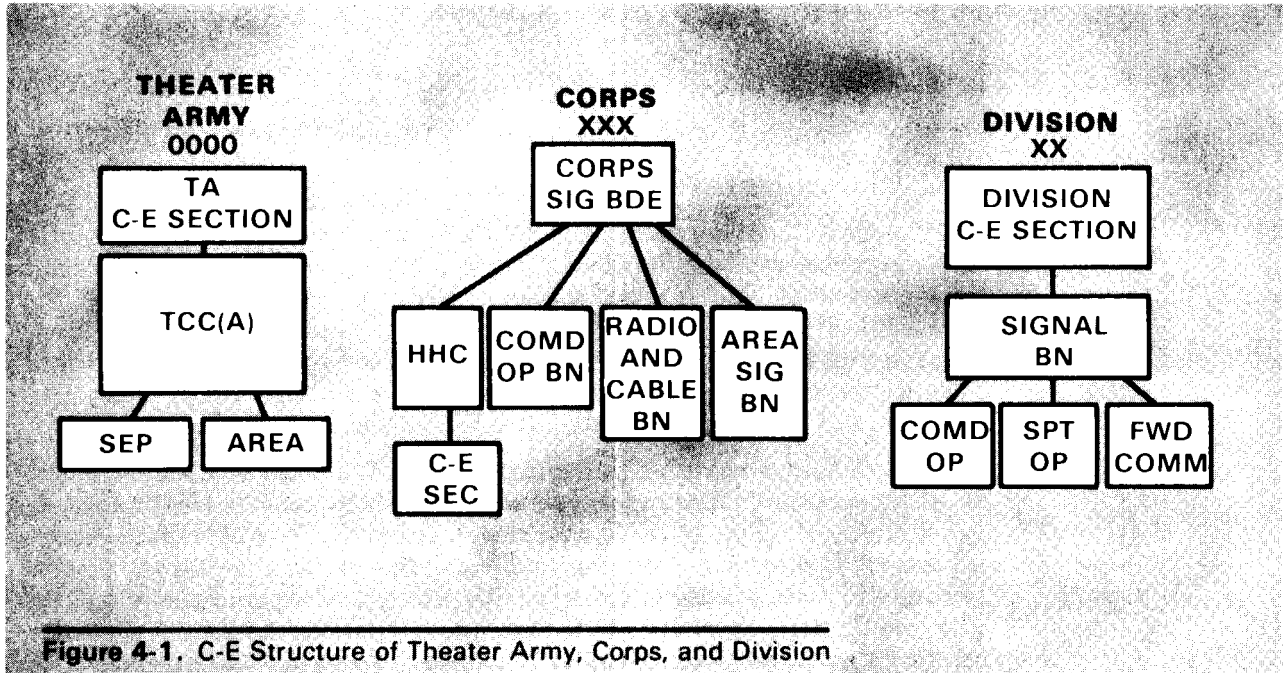 THEATER
ARMY
0000
TA
C-E SECTION
TCC(A)
SEP
AREA
CORPS
XXX
CORPS
SIG BDE
HHC
COMD
OP BN
RADIO
AND
CABLE
BN
AREA
SIG
BN
C-E
SEC
DIVISION
XX
DIVISION
C-E SECTION
SIGNAL
BN
COMD
OP
SPT
OP
FWD
COMM
Figure 4-1. C-E Structure of Theater Army, Corps, and Division